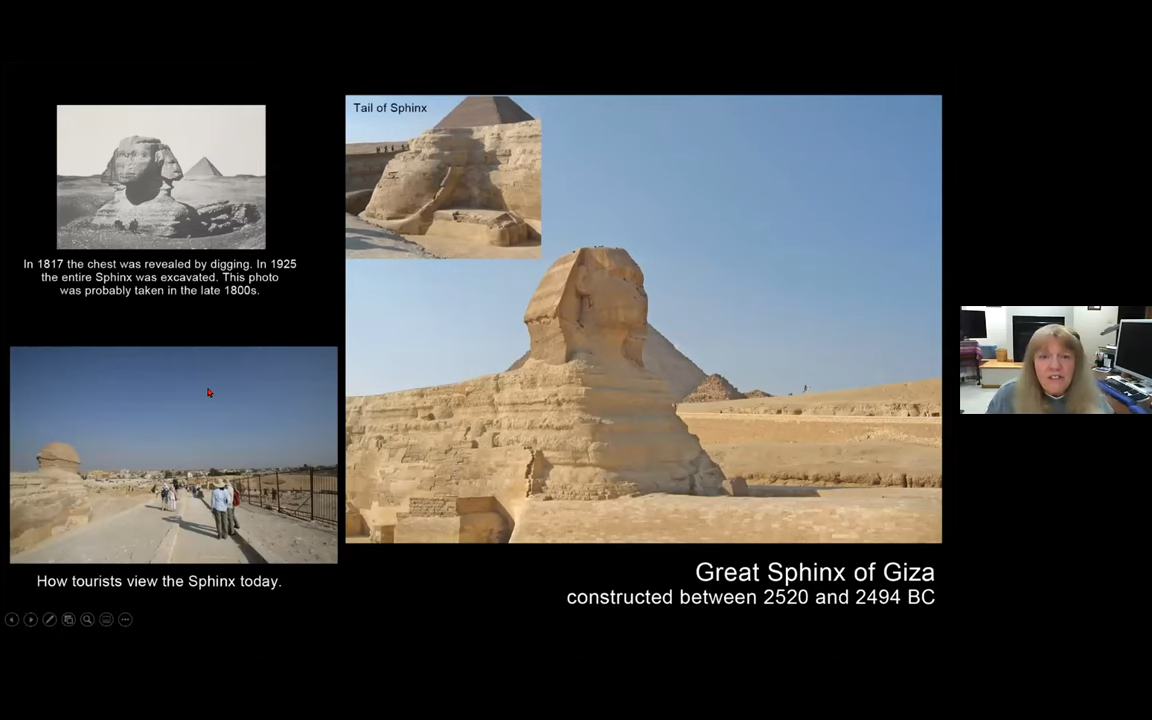 Tail of Sphinx
In 1817 the chest was revealed by digging. In 1925
the entire Sphinx was excavated. This photo
was probably taken in the late 1800s.
How tourists view the Sphinx today.
Great Sphinx of Giza
constructed between 2520 and 2494 BC